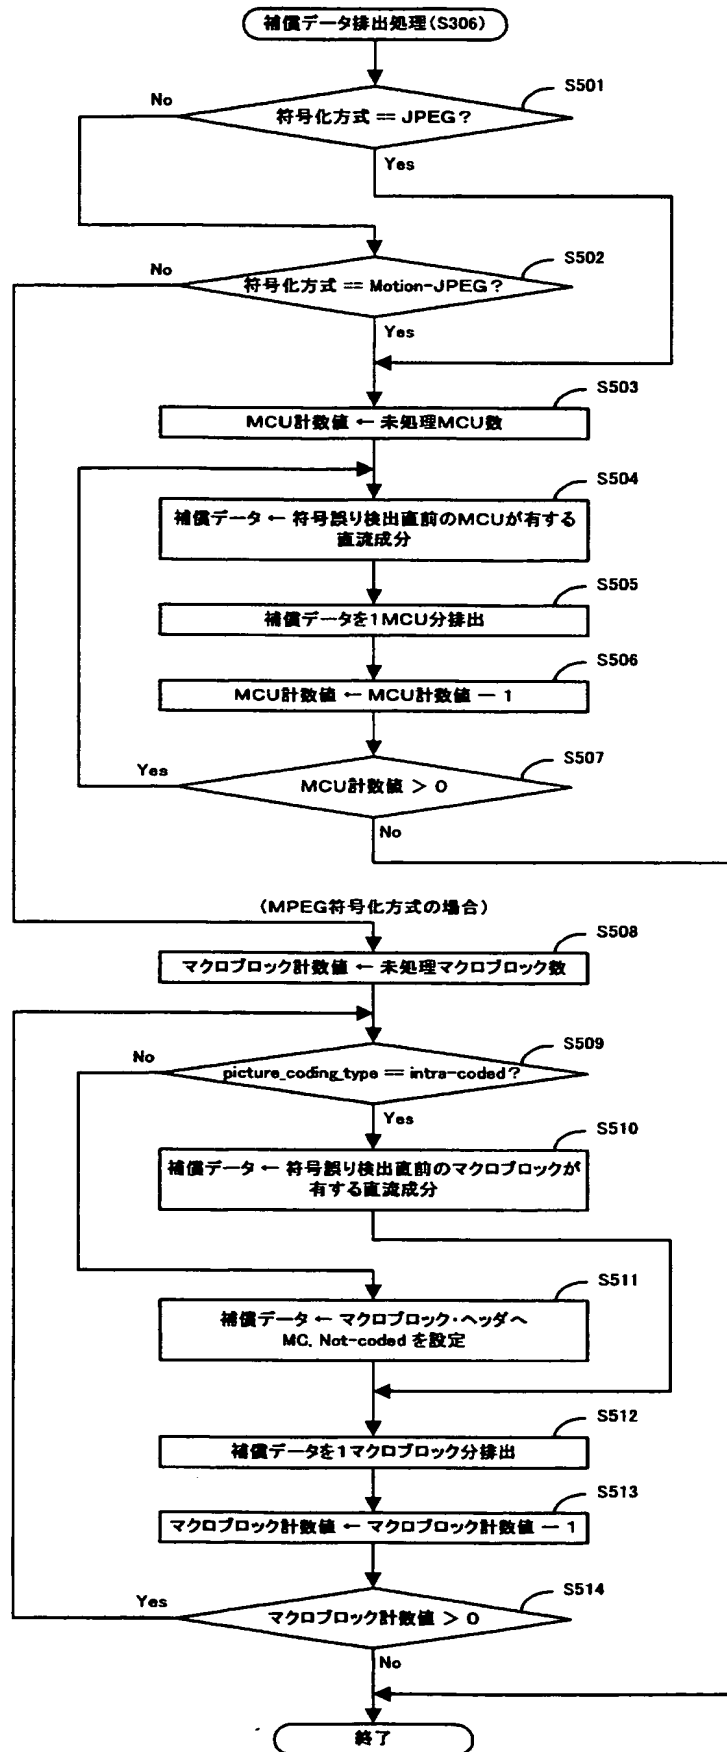 補償データ排出処理(S306)
S501
No
符号化方式 == JPEG?
Yes
S502
No
符号化方式 == Motion-JPEG?
Yes
S503
MCU計数値 ← 未処理MCU数
S504
補償データ ← 符号誤り検出直前のMCUが有する
直流成分
S505
補償データを1MCU分排出
S506
MCU計数値 ← MCU計数値 － 1
S507
Yes
MCU計数値 > 0
No
(MPEG符号化方式の場合)
S508
マクロブロック計数値 ← 未処理マクロブロック数
S509
No
picture_coding_type == intra-coded?
Yes
S510
補償データ ← 符号誤り検出直前のマクロブロックが
有する直流成分
S511
補償データ ← マクロブロック・ヘッダへ
MC, Not-coded を設定
S512
補償データを1マクロブロック分排出
S513
マクロブロック計数値 ← マクロブロック計数値 － 1
S514
Yes
マクロブロック計数値 > 0
No
終了